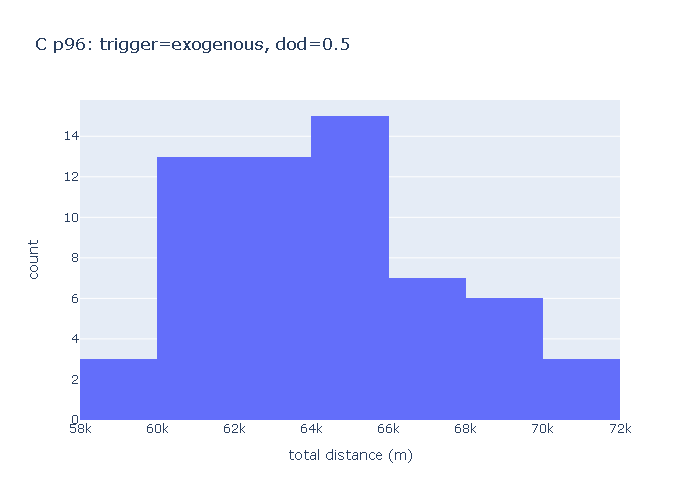 C p96: trigger=exogenous, dod=0.5
14
12
10
8
6
4
2
0
58k 60k 62k 64k 66k 68k 70k 72k
count
total distance (m)